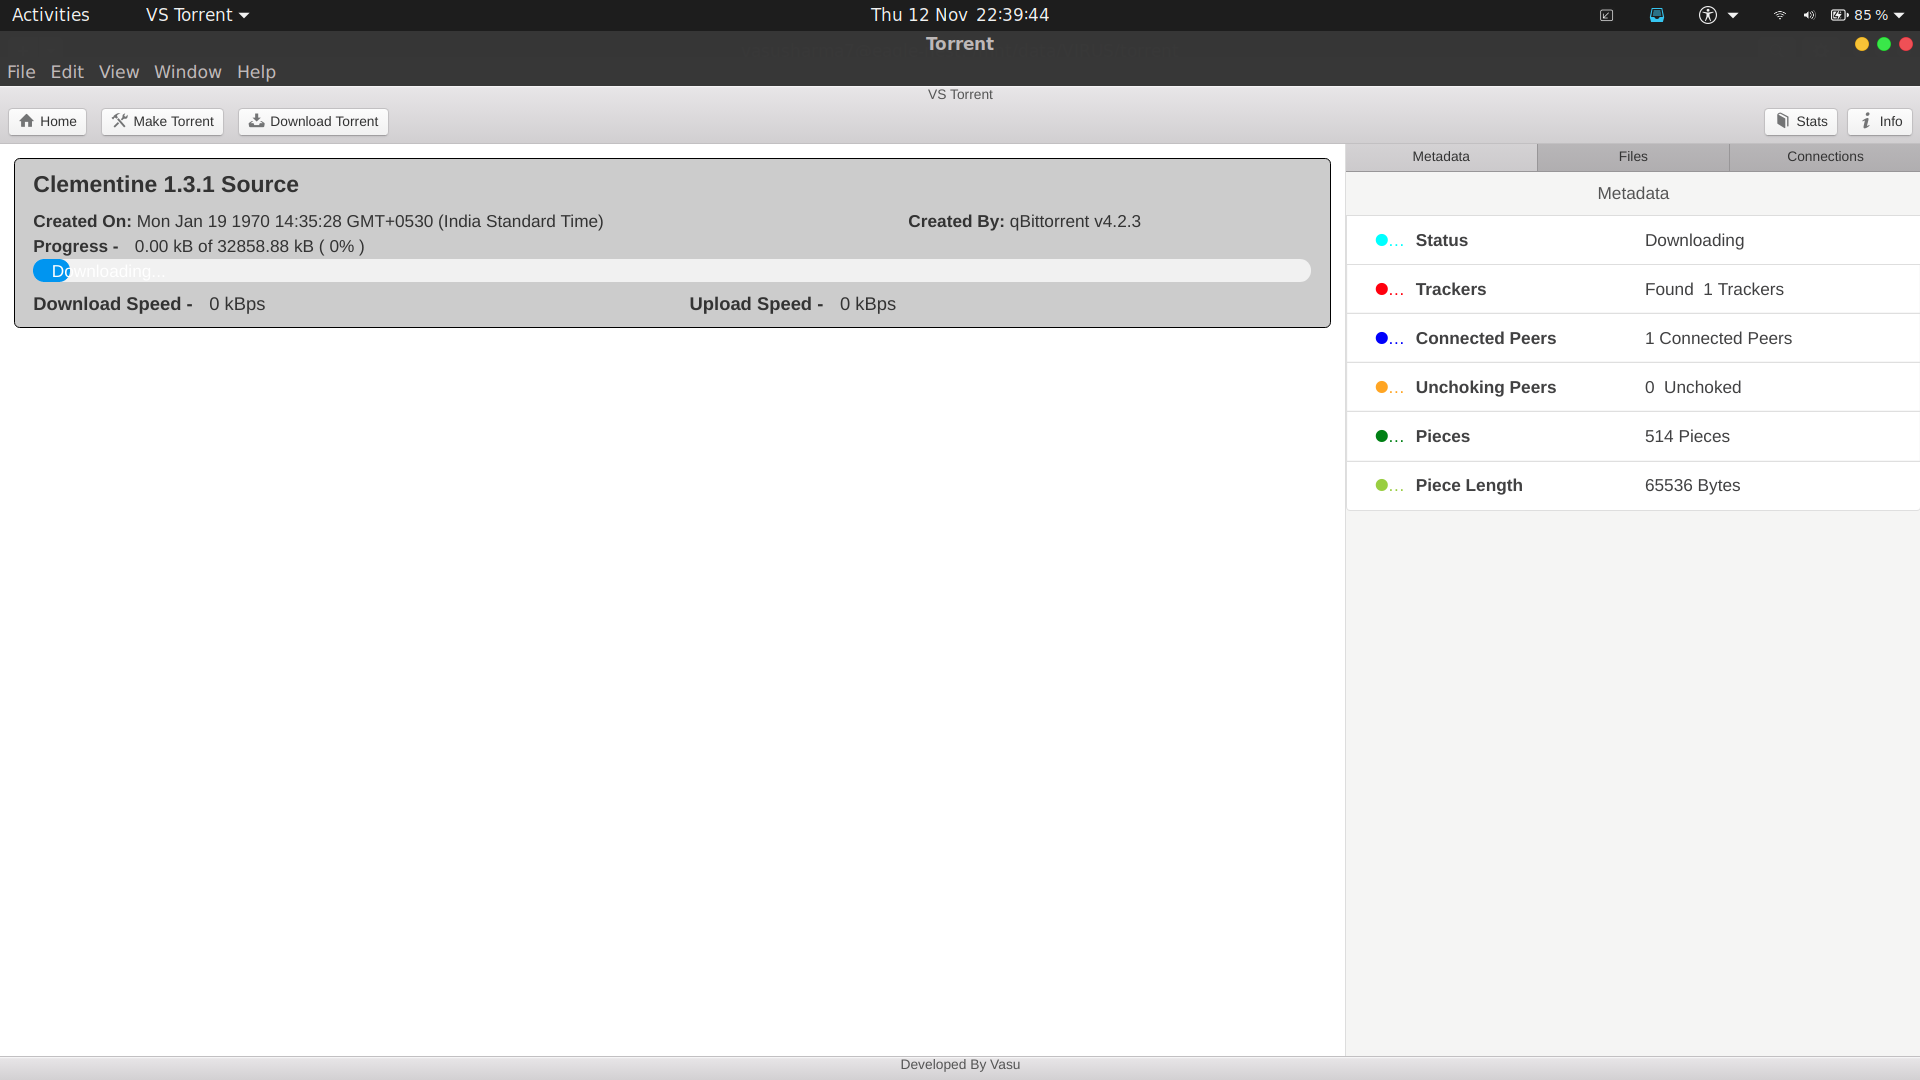 Activities VS Torrent Thu 12 Nov 22:39:44 85 %
Torrent
File Edit View Window Help
VS Torrent
Home Make Torrent Download Torrent Stats Info
Metadata Files Connections
Clementine 1.3.1 Source
Created On: Mon Jan 19 1970 14:35:28 GMT+0530 (India Standard Time) Created By: qBittorrent v4.2.3
Progress - 0.00 kB of 32858.88 kB ( 0% )
Downloading...
Download Speed - 0 kBps Upload Speed - 0 kBps
Metadata
... Status Downloading
... Trackers Found 1 Trackers
... Connected Peers 1 Connected Peers
... Unchoking Peers 0 Unchoked
... Pieces 514 Pieces
... Piece Length 65536 Bytes
Developed By Vasu